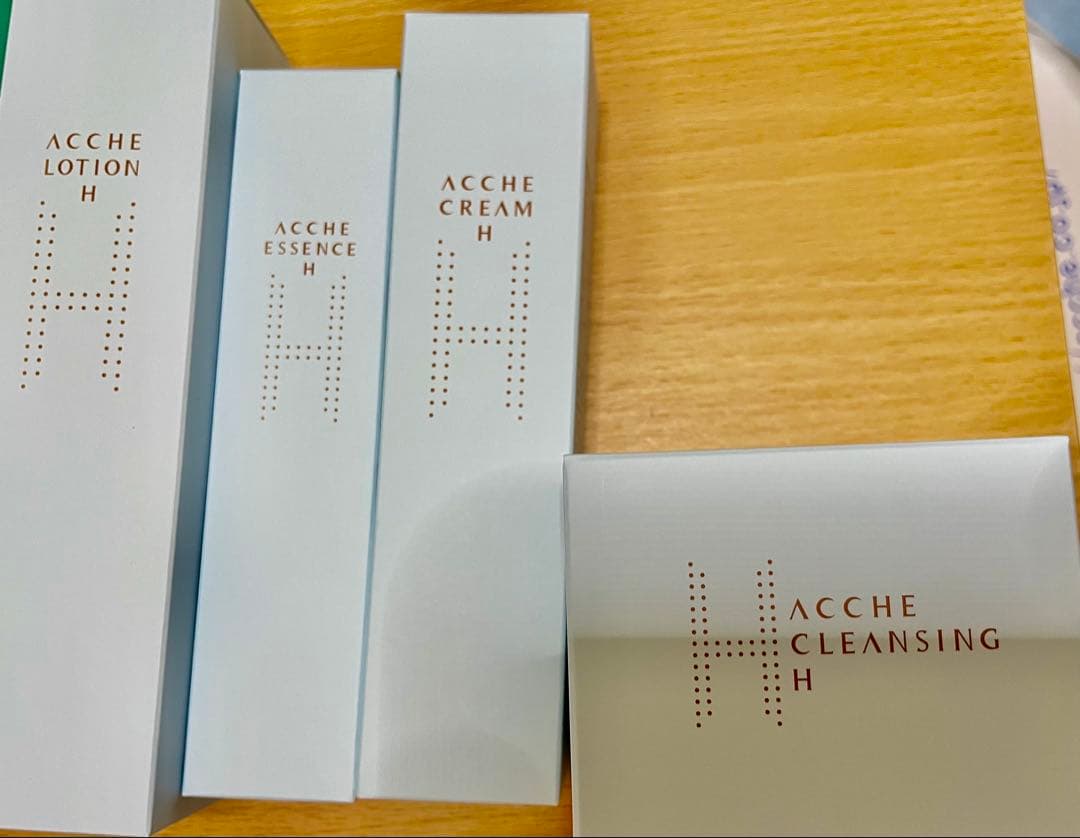 ACCHE
LOTION
H
H
ACCHE
ESSENCE
H
H
ACCHE
CREAM
H
H
H
ACCHE
CLEANSING
H